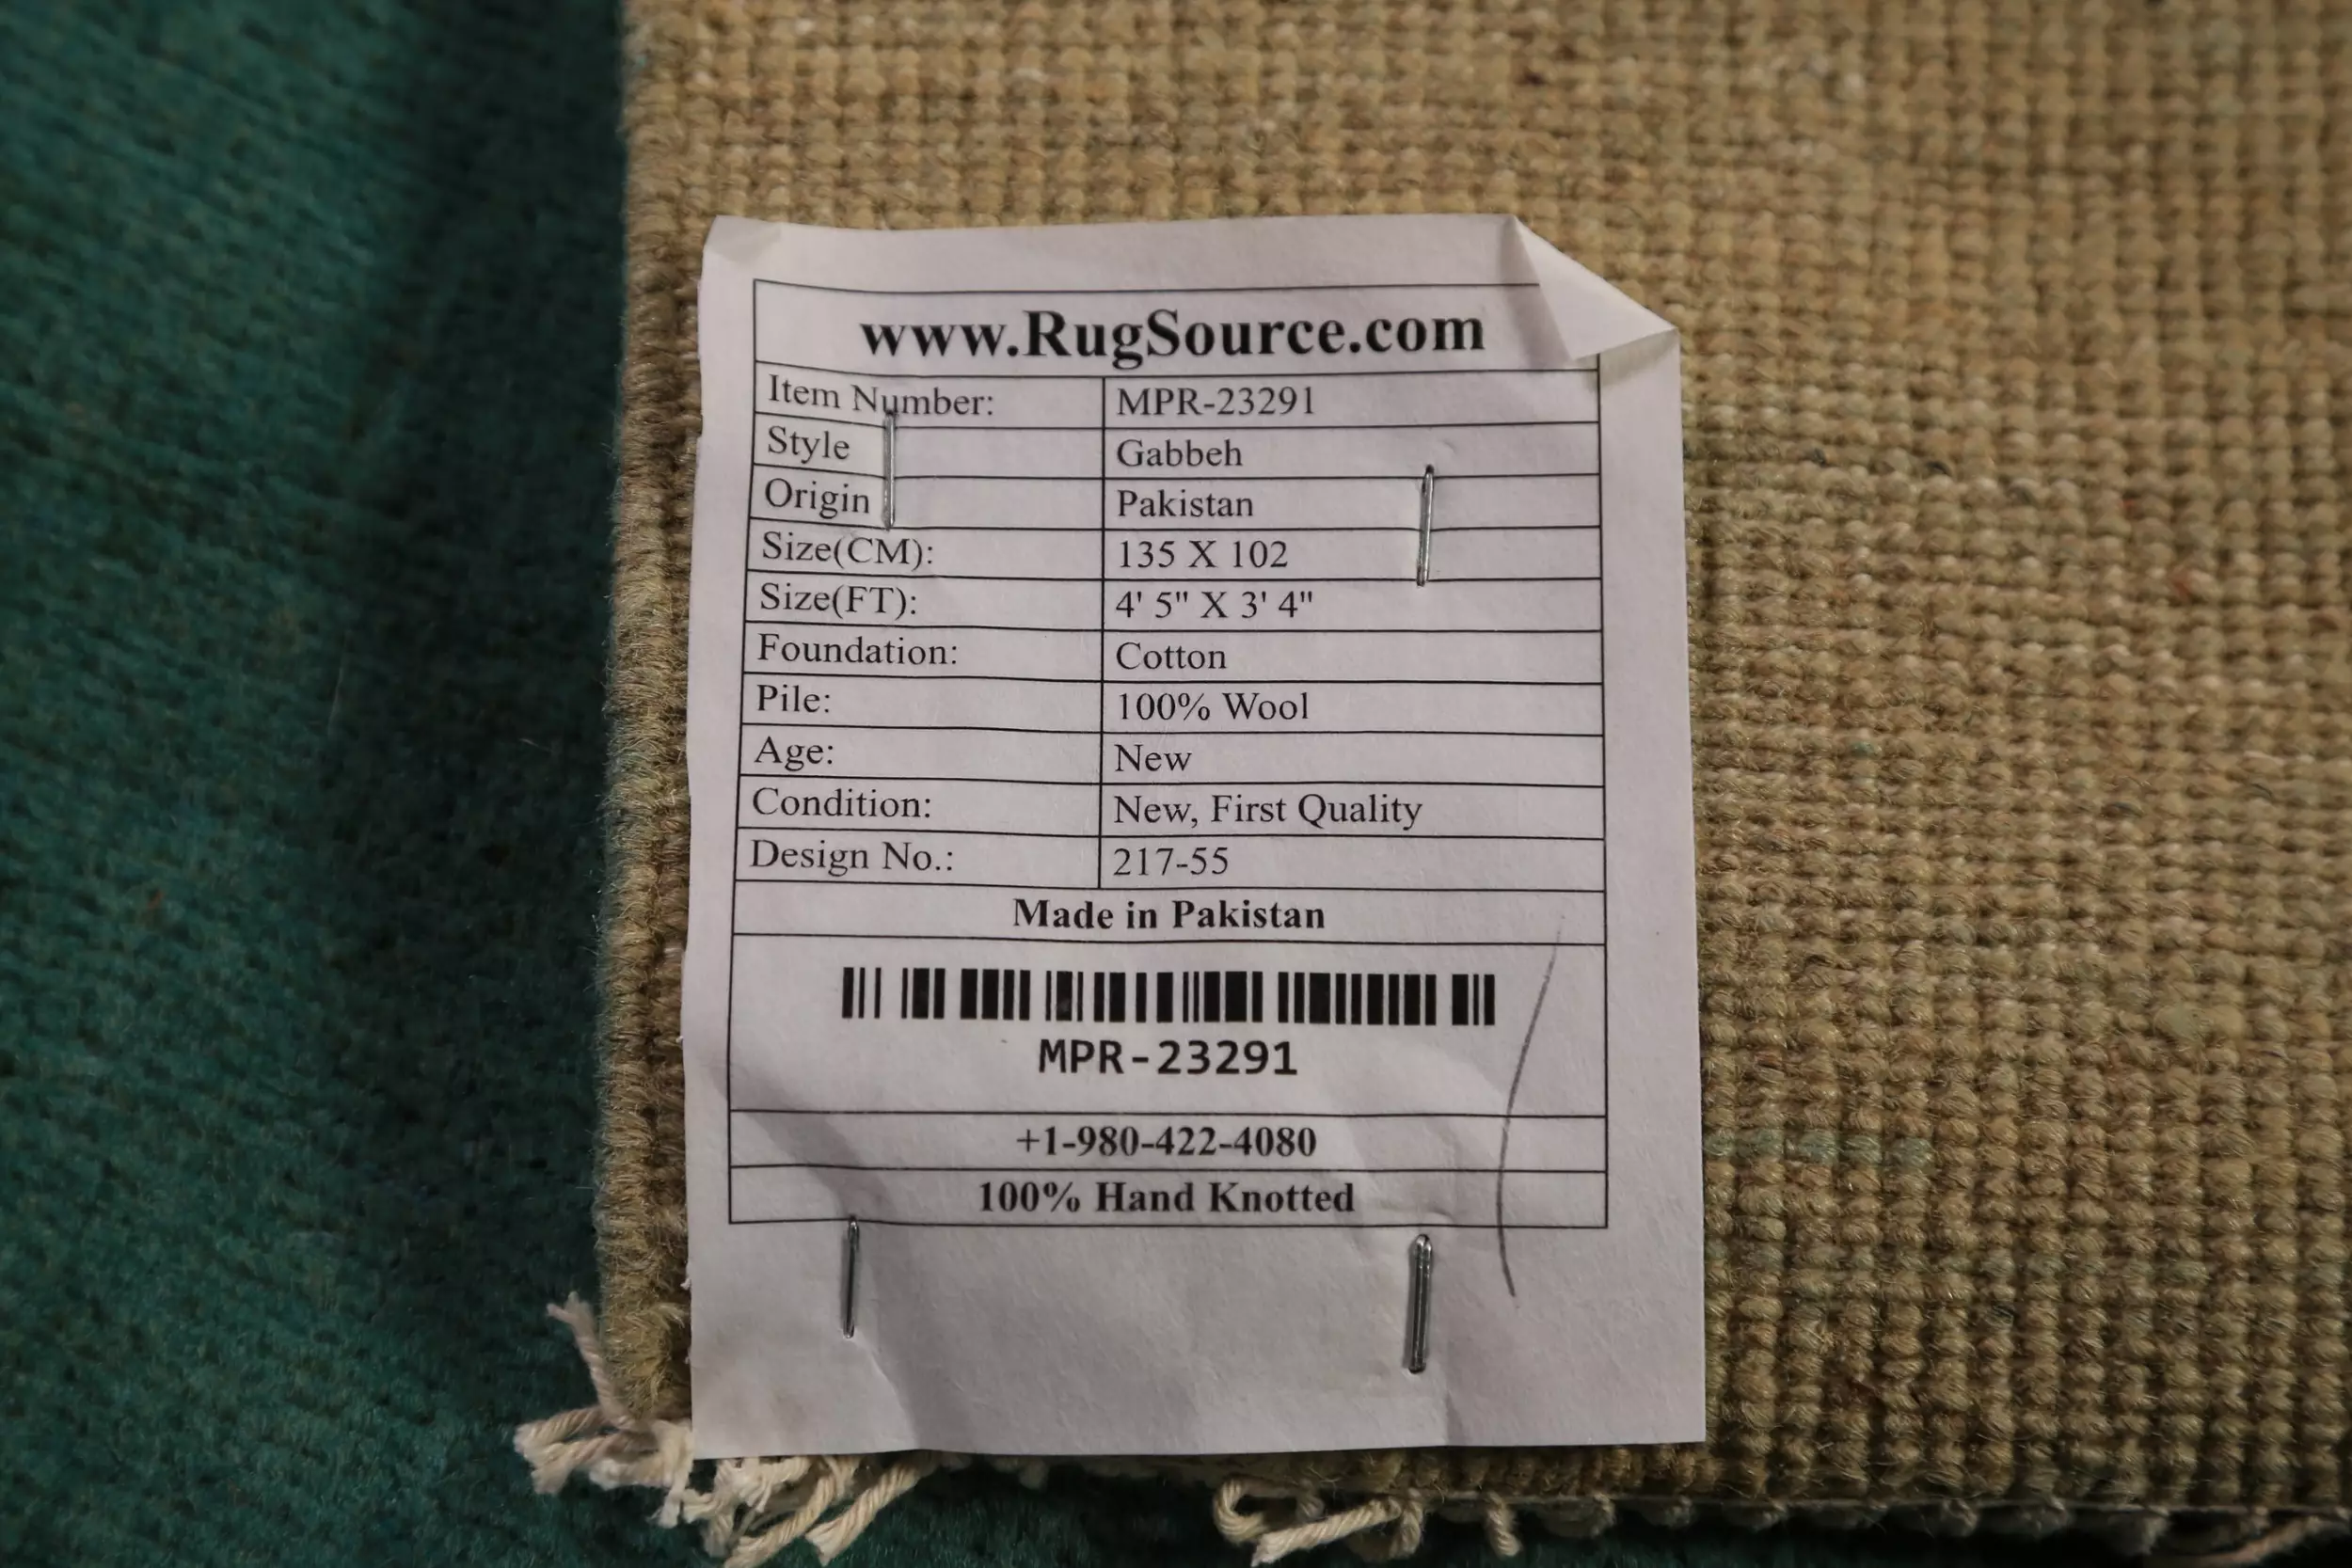 www.RugSource.com
Item Number: MPR-23291
Style Gabbeh
Origin Pakistan
Size(CM): 135 X 102
Size(FT): 4' 5" X 3' 4"
Foundation: Cotton
Pile: 100% Wool
Age: New
Condition: New, First Quality
Design No.: 217-55
Made in Pakistan
MPR-23291
+1-980-422-4080
100% Hand Knotted